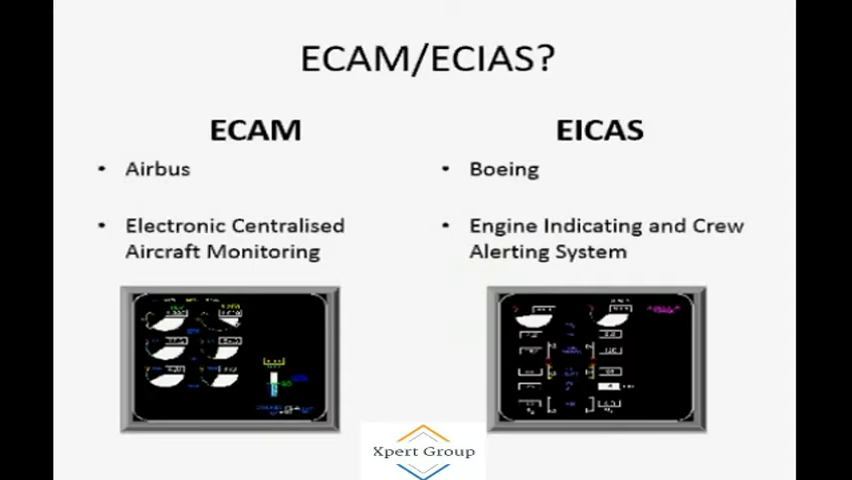 ECAM/ECIAS?
ECAM
• Airbus
• Electronic Centralised
Aircraft Monitoring
EICAS
• Boeing
• Engine Indicating and Crew
Alerting System
Xpert Group